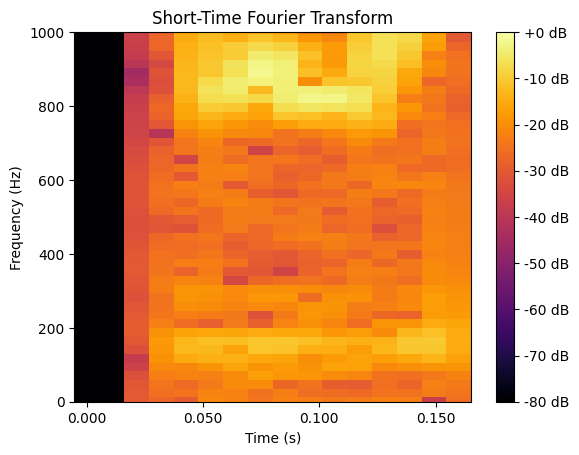 Short-Time Fourier Transform
1000
800
600
400
200
0
Frequency (Hz)
0.000
0.050
0.100
0.150
Time (s)
+0 dB
-10 dB
-20 dB
-30 dB
-40 dB
-50 dB
-60 dB
-70 dB
-80 dB